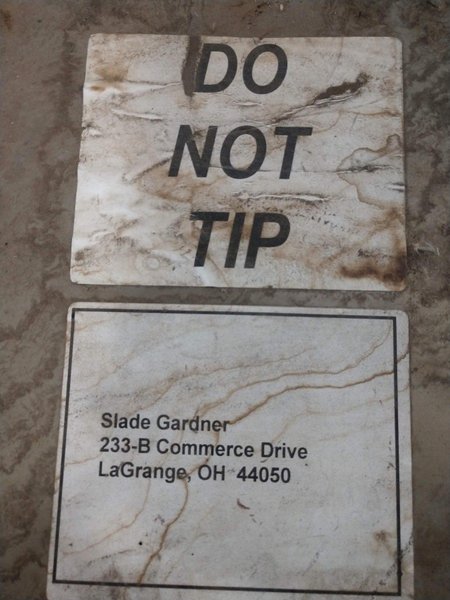 DO
NOT
TIP
Slade Gardner
233-B Commerce Drive
LaGrange, OH 44050